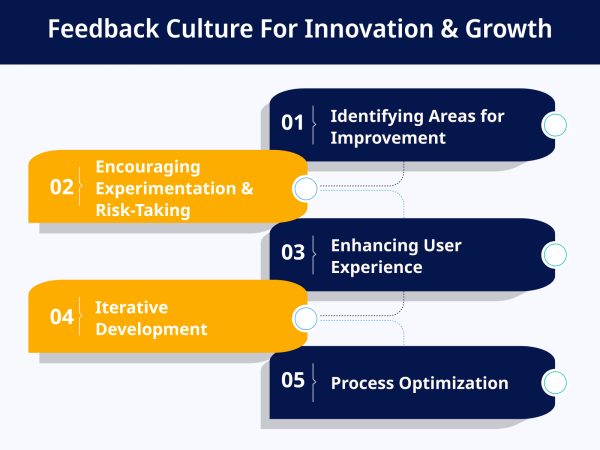 Feedback Culture For Innovation & Growth
01
Identifying Areas for
Improvement
02
Encouraging
Experimentation &
Risk-Taking
03
Enhancing User
Experience
04
Iterative
Development
05
Process Optimization